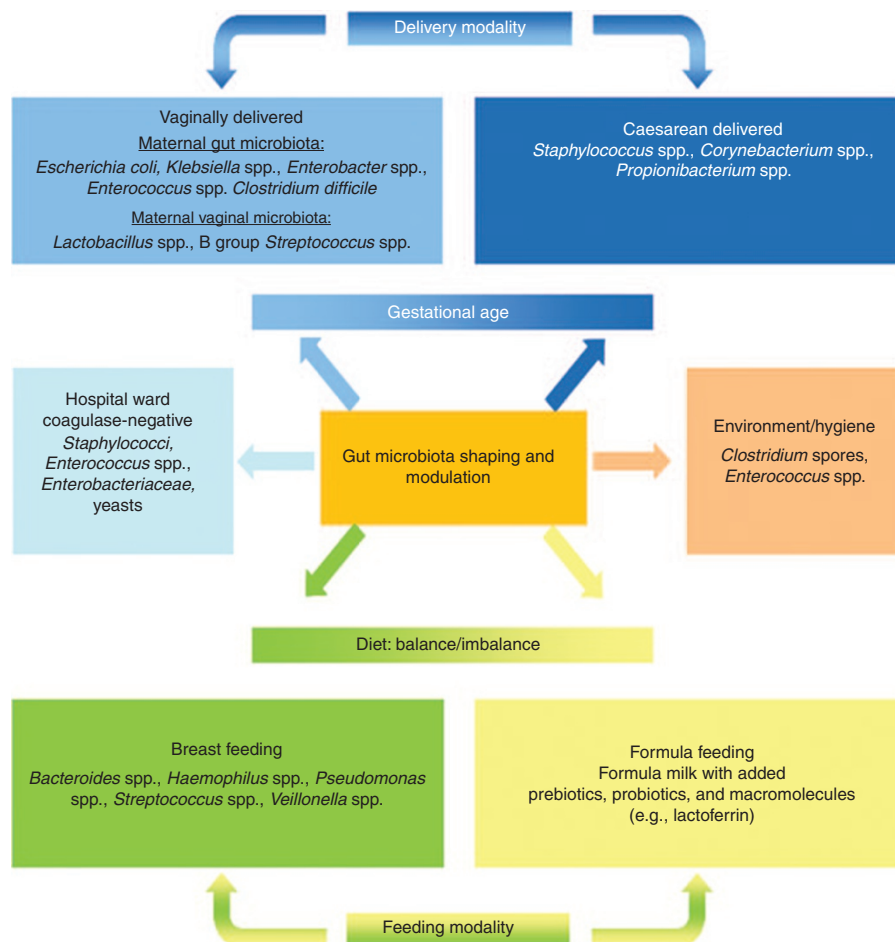 Delivery modality
Vaginally delivered
Maternal gut microbiota:
Escherichia coli, Klebsiella spp., Enterobacter spp.,
Enterococcus spp. Clostridium difficile
Maternal vaginal microbiota:
Lactobacillus spp., B group Streptococcus spp.
Caesarean delivered
Staphylococcus spp., Corynebacterium spp.,
Propionibacterium spp.
Gestational age
Hospital ward
coagulase-negative
Staphylococci,
Enterococcus spp.,
Enterobacteriaceae,
yeasts
Gut microbiota shaping and
modulation
Environment/hygiene
Clostridium spores,
Enterococcus spp.
Diet: balance/imbalance
Breast feeding
Bacteroides spp., Haemophilus spp., Pseudomonas
spp., Streptococcus spp., Veillonella spp.
Formula feeding
Formula milk with added
prebiotics, probiotics, and macromolecules
(e.g., lactoferrin)
Feeding modality